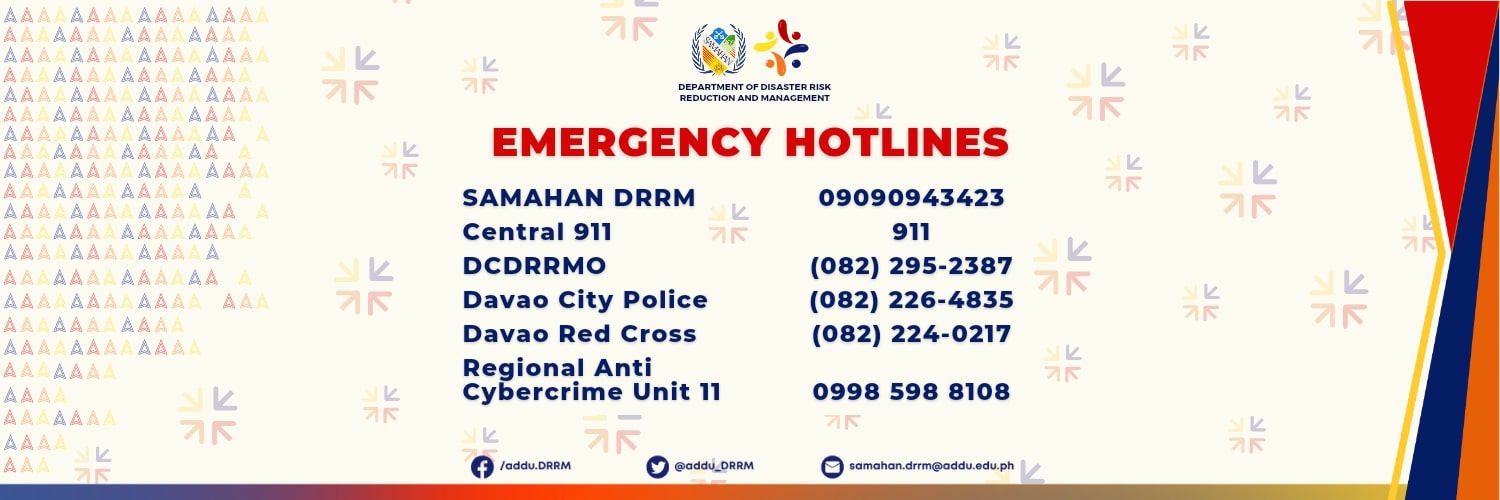 SAMAHAN
DEPARTMENT OF DISASTER RISK
REDUCTION AND MANAGEMENT
EMERGENCY HOTLINES
SAMAHAN DRRM 09090943423
Central 911 911
DCDRRMO (082) 295-2387
Davao City Police (082) 226-4835
Davao Red Cross (082) 224-0217
Regional Anti
Cybercrime Unit 11 0998 598 8108
/addu.DRRM @addu_DRRM samahan.drrm@addu.edu.ph